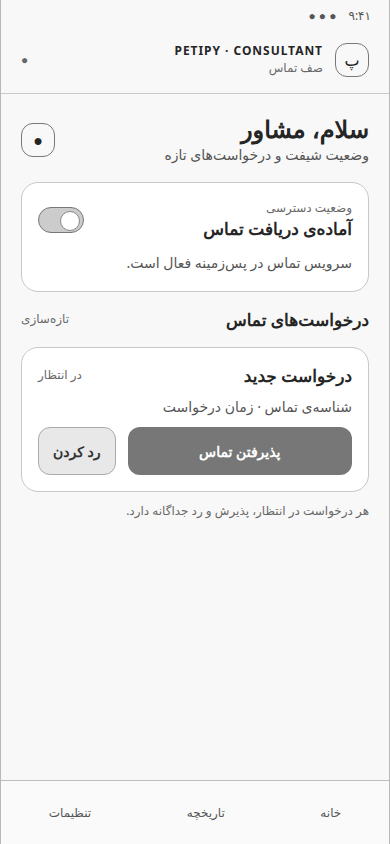 ۹:۴۱
پ
PETIPY · CONSULTANT
صف تماس
سلام، مشاور
وضعیت شیفت و درخواست‌های تازه
وضعیت دسترسی
آماده‌ی دریافت تماس
سرویس تماس در پس‌زمینه فعال است.
درخواست‌های تماس
تازه‌سازی
درخواست جدید
در انتظار
شناسه‌ی تماس · زمان درخواست
پذیرفتن تماس
رد کردن
هر درخواست در انتظار، پذیرش و رد جداگانه دارد.
خانه
تاریخچه
تنظیمات